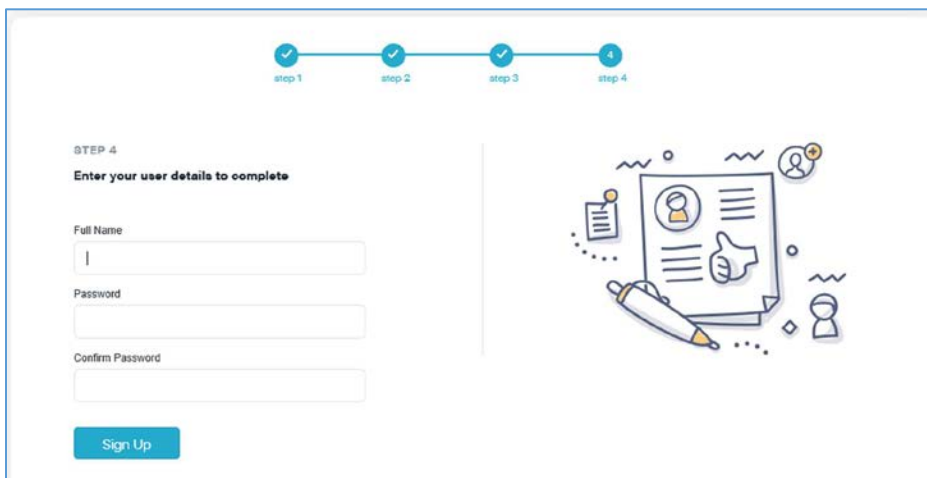 4
step 1 step 2 step 3 step 4
STEP 4
Enter your user details to complete
Full Name
Password
Confirm Password
Sign Up